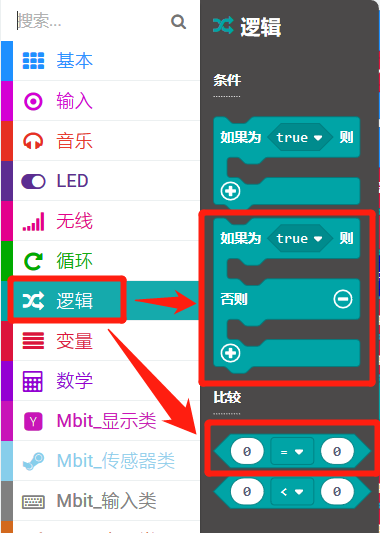 搜索...
基本
输入
音乐
LED
无线
循环
逻辑
变量
数学
Y Mbit_显示类
Mbit_传感器类
Mbit_输入类
逻辑
条件
如果为 true 则
如果为 true 则
否则
比较
0 = 0
0 < 0